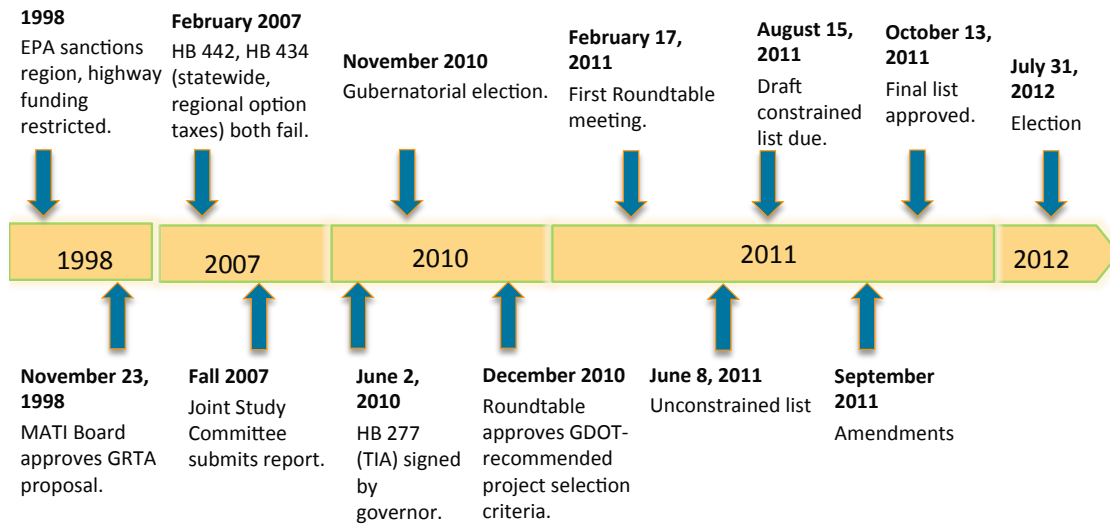 1998
EPA sanctions
region, highway
funding
restricted.
February 2007
HB 442, HB 434
(statewide,
regional option
taxes) both fail.
November 2010
Gubernatorial election.
February 17,
2011
First Roundtable
meeting.
August 15,
2011
Draft
constrained
list due.
October 13,
2011
Final list
approved.
July 31,
2012
Election
1998
2007
2010
2011
2012
November 23,
1998
MATI Board
approves GRTA
proposal.
Fall 2007
Joint Study
Committee
submits report.
June 2,
2010
HB 277
(TIA) signed
by
governor.
December 2010
Roundtable
approves GDOT-
recommended
project selection
criteria.
June 8, 2011
Unconstrained list
September
2011
Amendments